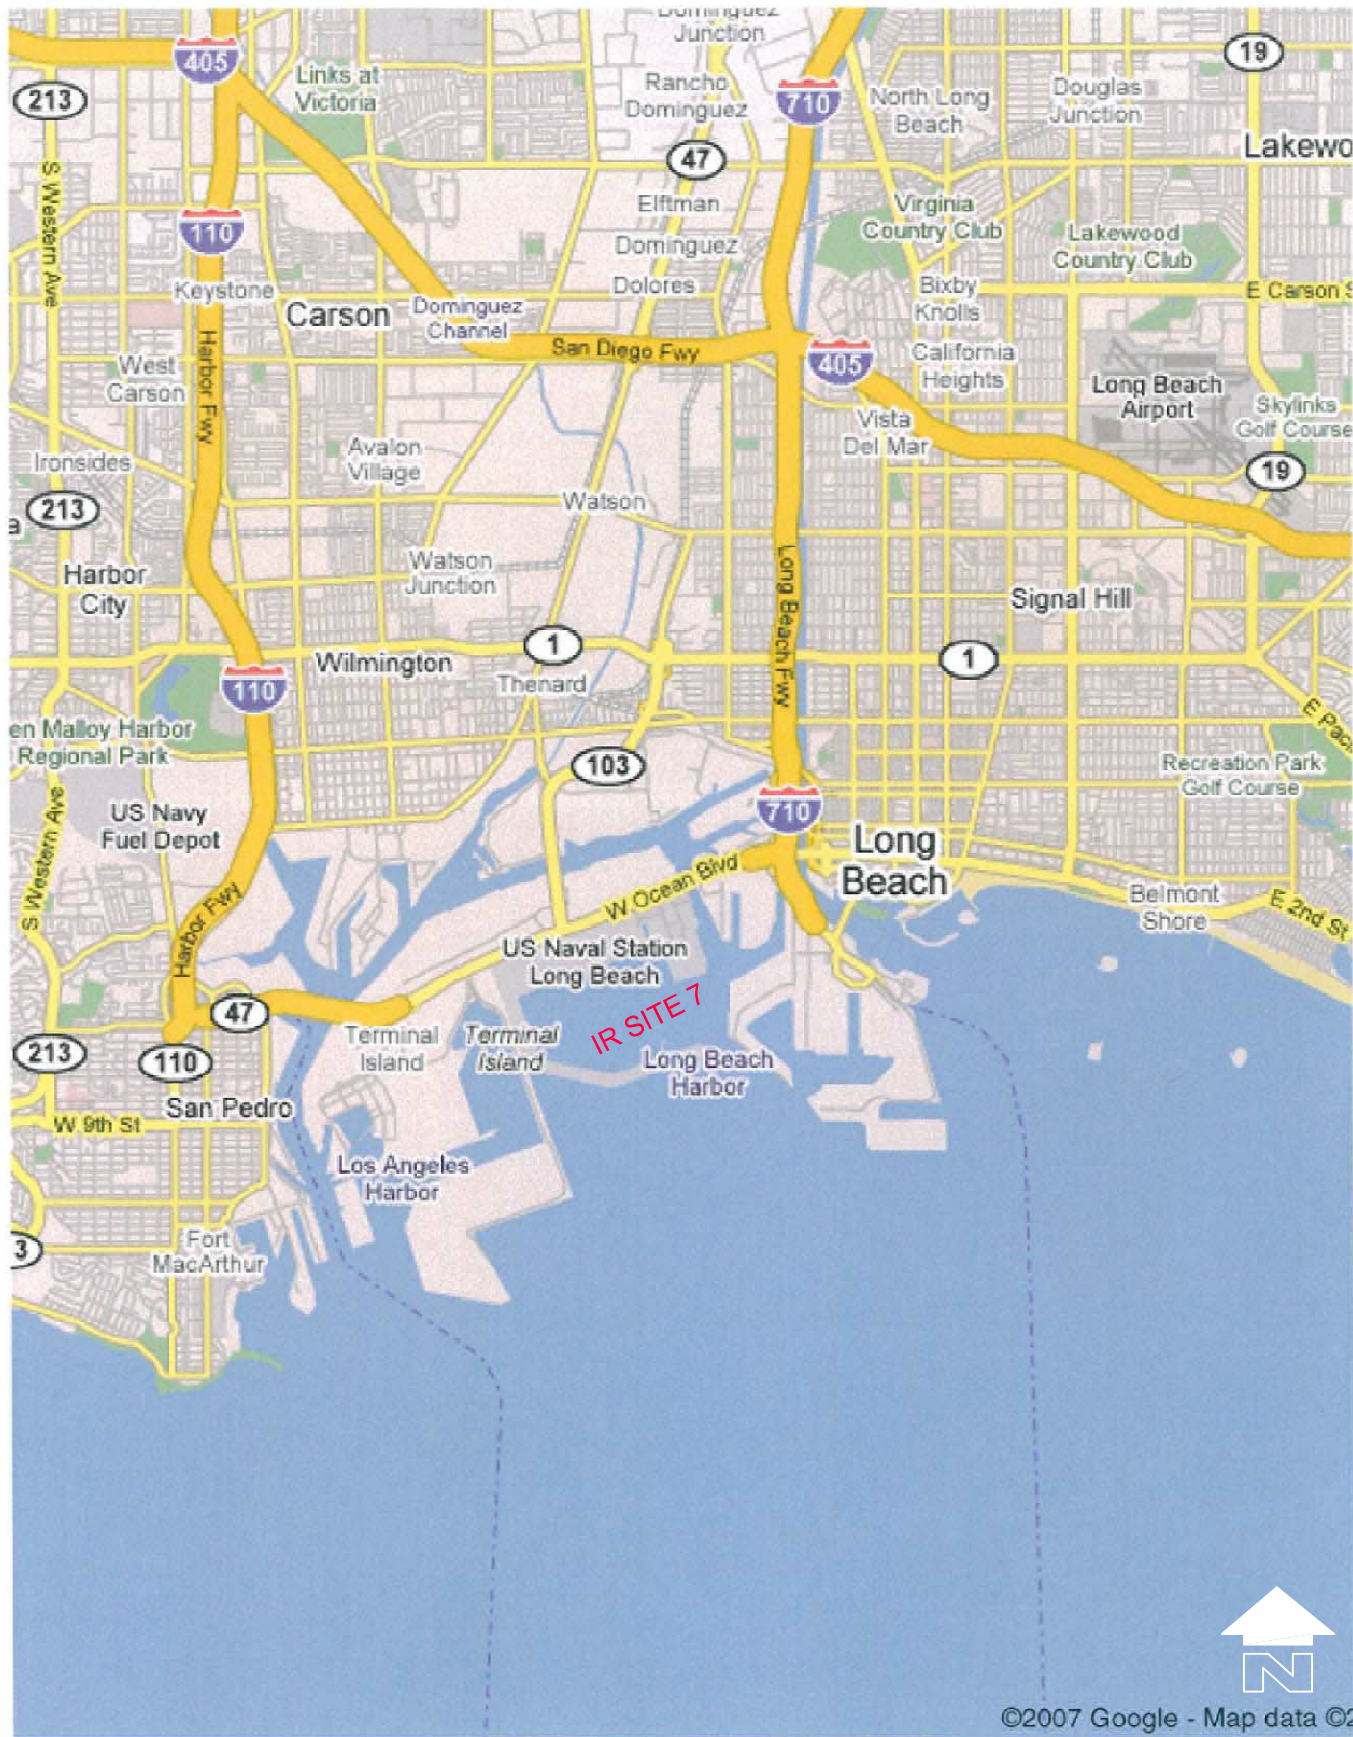 Dominguez
Junction
405
19
Links at
Victoria
213
Rancho
Dominguez
710
North Long
Beach
Douglas
Junction
47
Lakewo
S Western Ave
Elftman
Virginia
Country Club
110
Lakewood
Country Club
Dominguez
Keystone
Dolores
Bixby
Knolls
E Carson S
Carson
Dominguez
Channel
San Diego Fwy
405
California
Heights
West
Carson
Harbor Fwy
Long Beach
Airport
Skylinks
Golf Course
Vista
Del Mar
Avalon
Village
Ironsides
19
213
a
Watson
Watson
Junction
Harbor
City
Long Beach Fwy
Signal Hill
1
1
Wilmington
110
Thenard
en Malloy Harbor
Regional Park
E Paci
103
Recreation Park
Golf Course
US Navy
Fuel Depot
710
S Western Ave
Long
Beach
W Ocean Blvd
Belmont
Shore
E 2nd St
Harbor Fwy
US Naval Station
Long Beach
47
IR SITE 7
Terminal
Island
Terminal
Island
213
110
Long Beach
Harbor
San Pedro
W 9th St
Los Angeles
Harbor
3
Fort
MacArthur
N
©2007 Google - Map data ©2